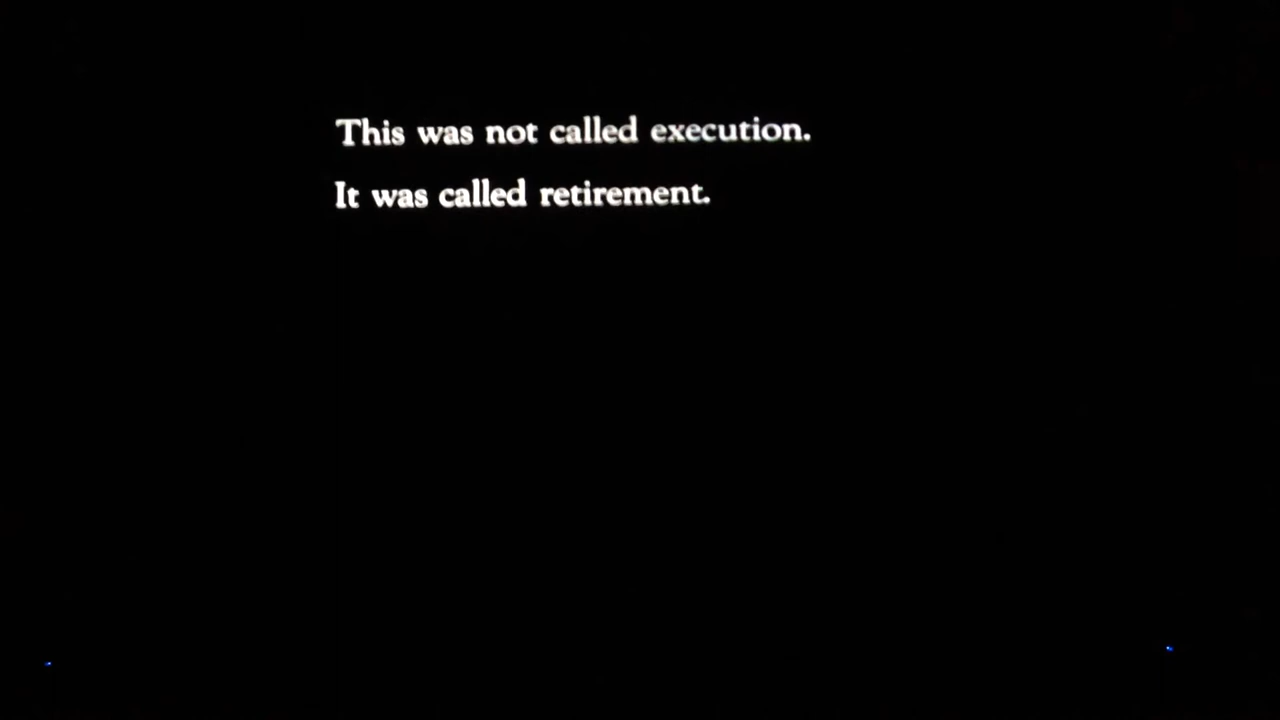 This was not called execution.
It was called retirement.